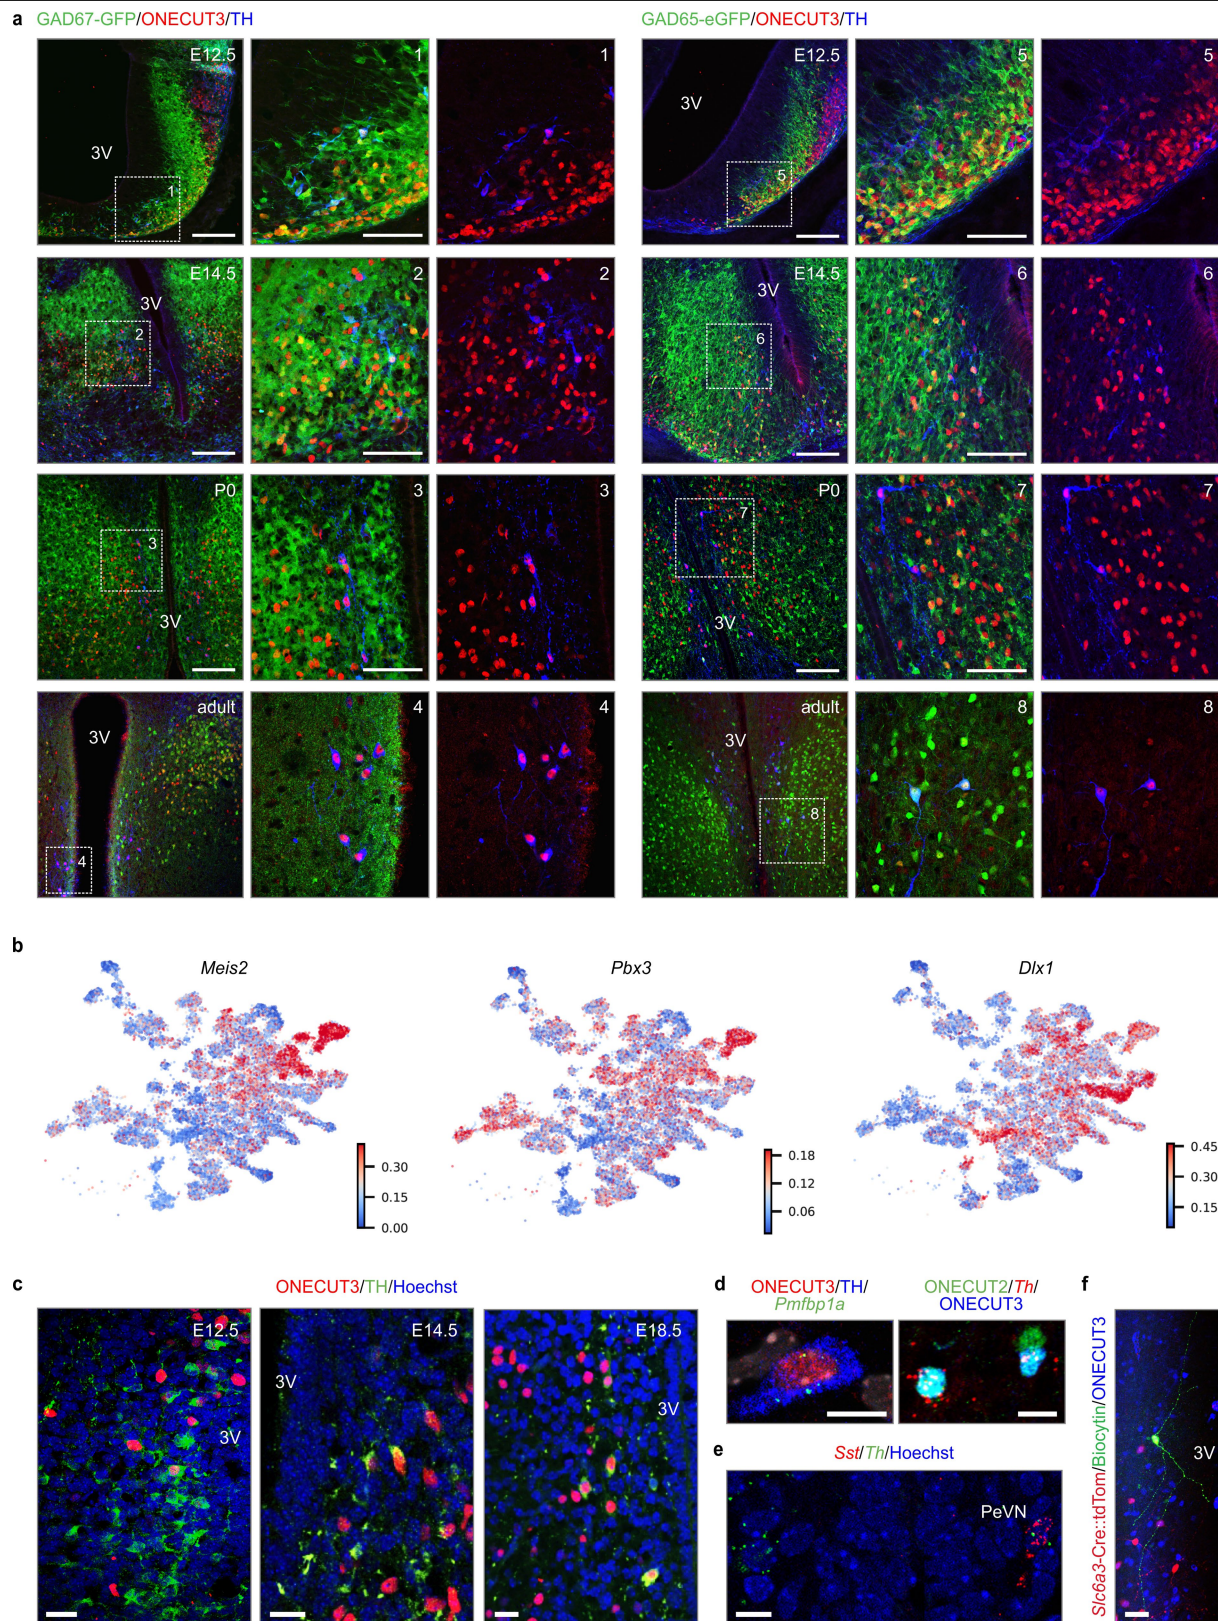 a
GAD67-GFP/ONECUT3/TH
GAD65-eGFP/ONECUT3/TH
E12.5
3V
1
1
1
E12.5
3V
5
5
5
E14.5
3V
2
2
2
E14.5
3V
6
6
6
P0
3
3V
3
3
P0
7
3V
7
7
adult
3V
4
4
4
adult
3V
8
8
8
b
Meis2
0.30
0.15
0.00
Pbx3
0.18
0.12
0.06
Dlx1
0.45
0.30
0.15
c
ONECUT3/TH/Hoechst
E12.5
3V
E14.5
3V
E18.5
3V
d
ONECUT3/TH/
Pmfbp1a
ONECUT2/Th/
ONECUT3
e
Sst/Th/Hoechst
PeVN
f
Slc6a3-Cre::tdTom/Biocytin/ONECUT3
3V